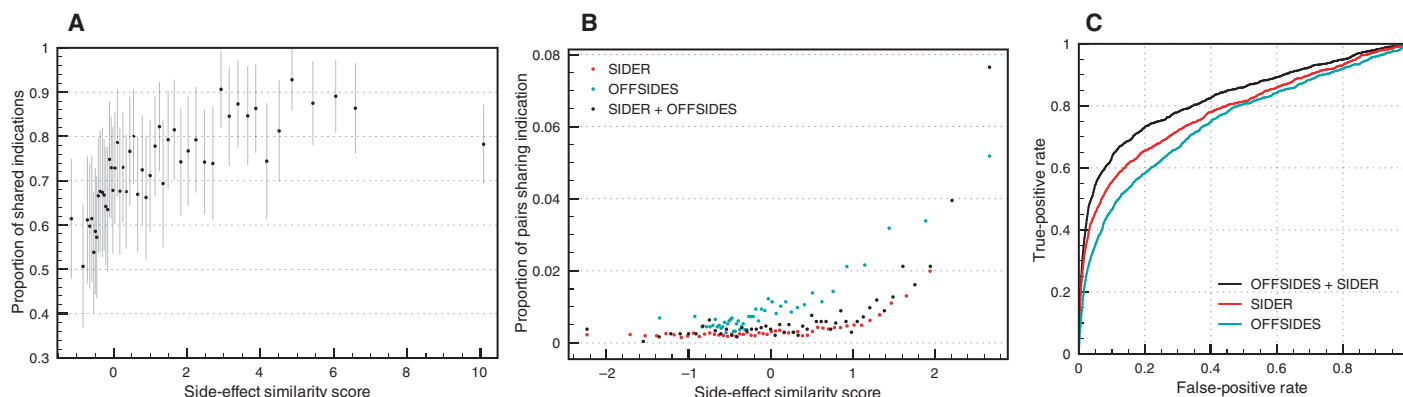 A
Proportion of shared indications
1
0.9
0.8
0.7
0.6
0.5
0.4
0.3
0
2
4
6
8
10
Side-effect similarity score
B
Proportion of pairs sharing indication
0.08
0.06
0.04
0.02
0
SIDER
OFFSIDES
SIDER + OFFSIDES
−2
−1
0
1
2
Side-effect similarity score
C
True-positive rate
1
0.8
0.6
0.4
0.2
0
OFFSIDES + SIDER
SIDER
OFFSIDES
0
0.2
0.4
0.6
0.8
False-positive rate